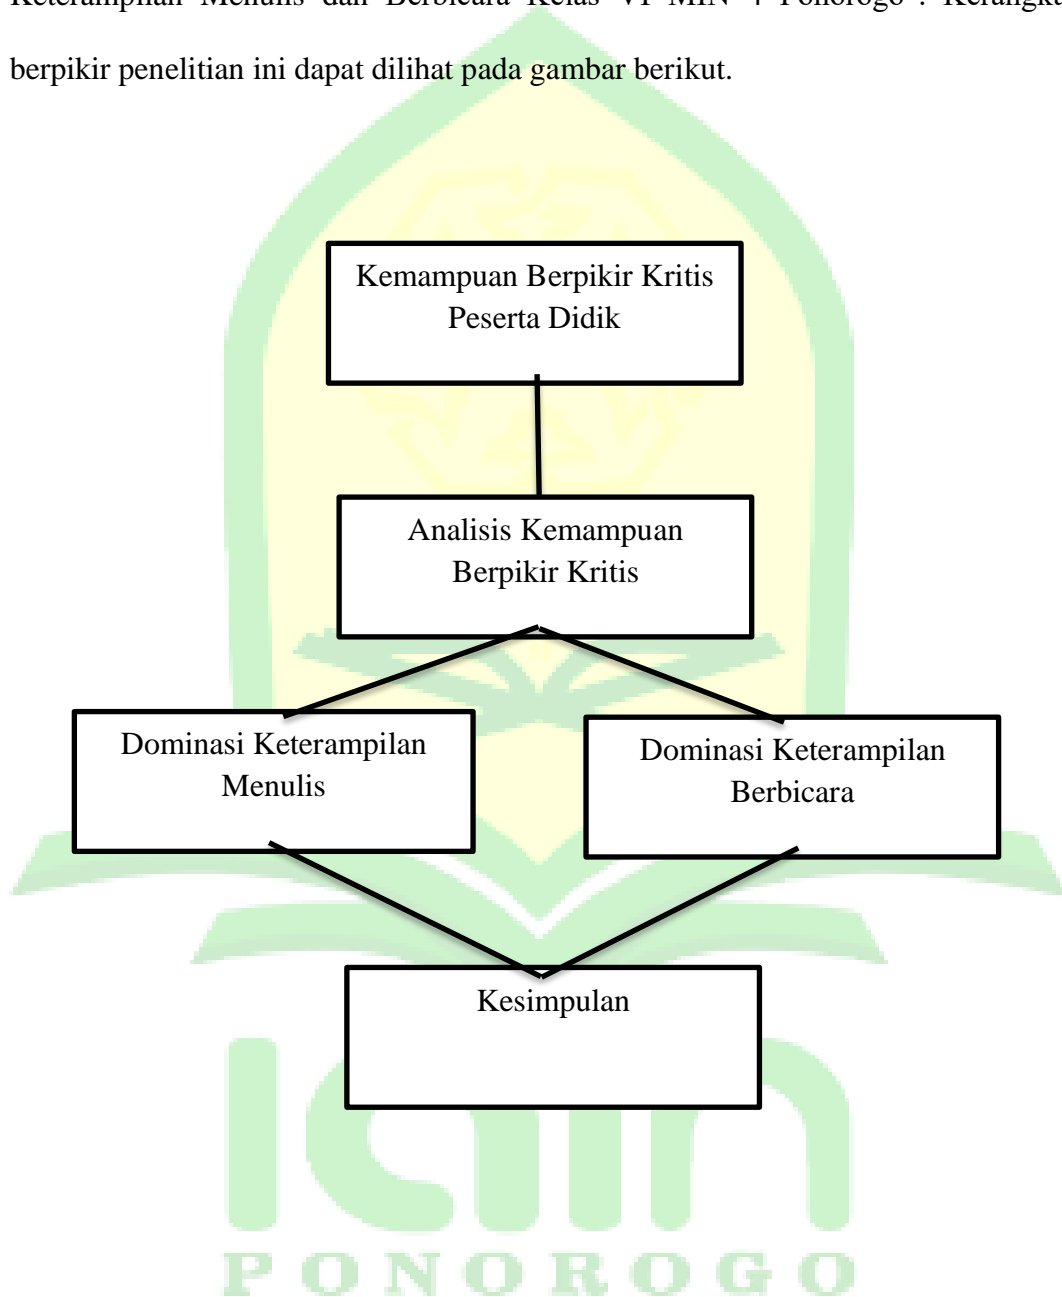 Keterampilan Menulis dan Berbicara Kelas VI MIN 4 Ponorogo". Kerangka
berpikir penelitian ini dapat dilihat pada gambar berikut.
Kemampuan Berpikir Kritis
Peserta Didik
Analisis Kemampuan
Berpikir Kritis
Dominasi Keterampilan
Menulis
Dominasi Keterampilan
Berbicara
Kesimpulan
iain
PONOROGO